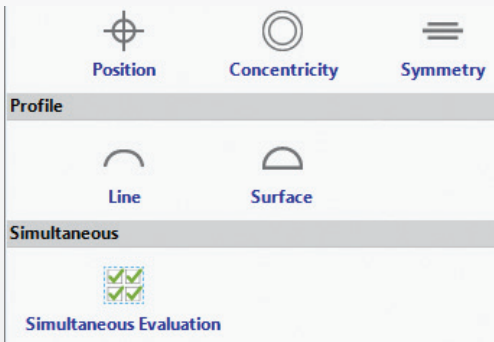 Position Concentricity Symmetry
Profile
Line Surface
Simultaneous
Simultaneous Evaluation